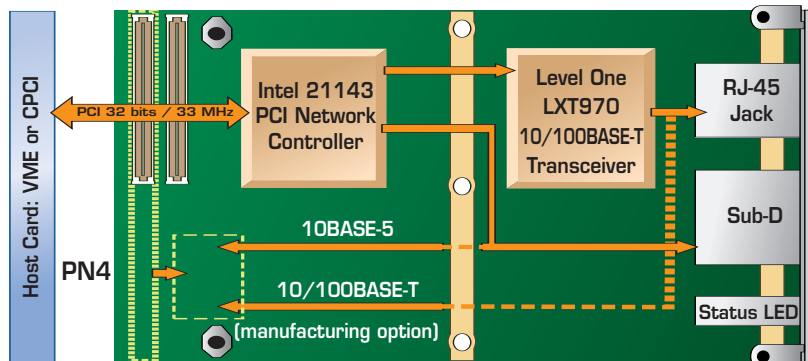 Host Card: VME or CPCI
PCI 32 bits / 33 MHz
Intel 21143
PCI Network
Controller
Level One
LXT970
10/100BASE-T
Transceiver
RJ-45
Jack
Sub-D
Status LED
PN4
10BASE-5
10/100BASE-T
(manufacturing option)